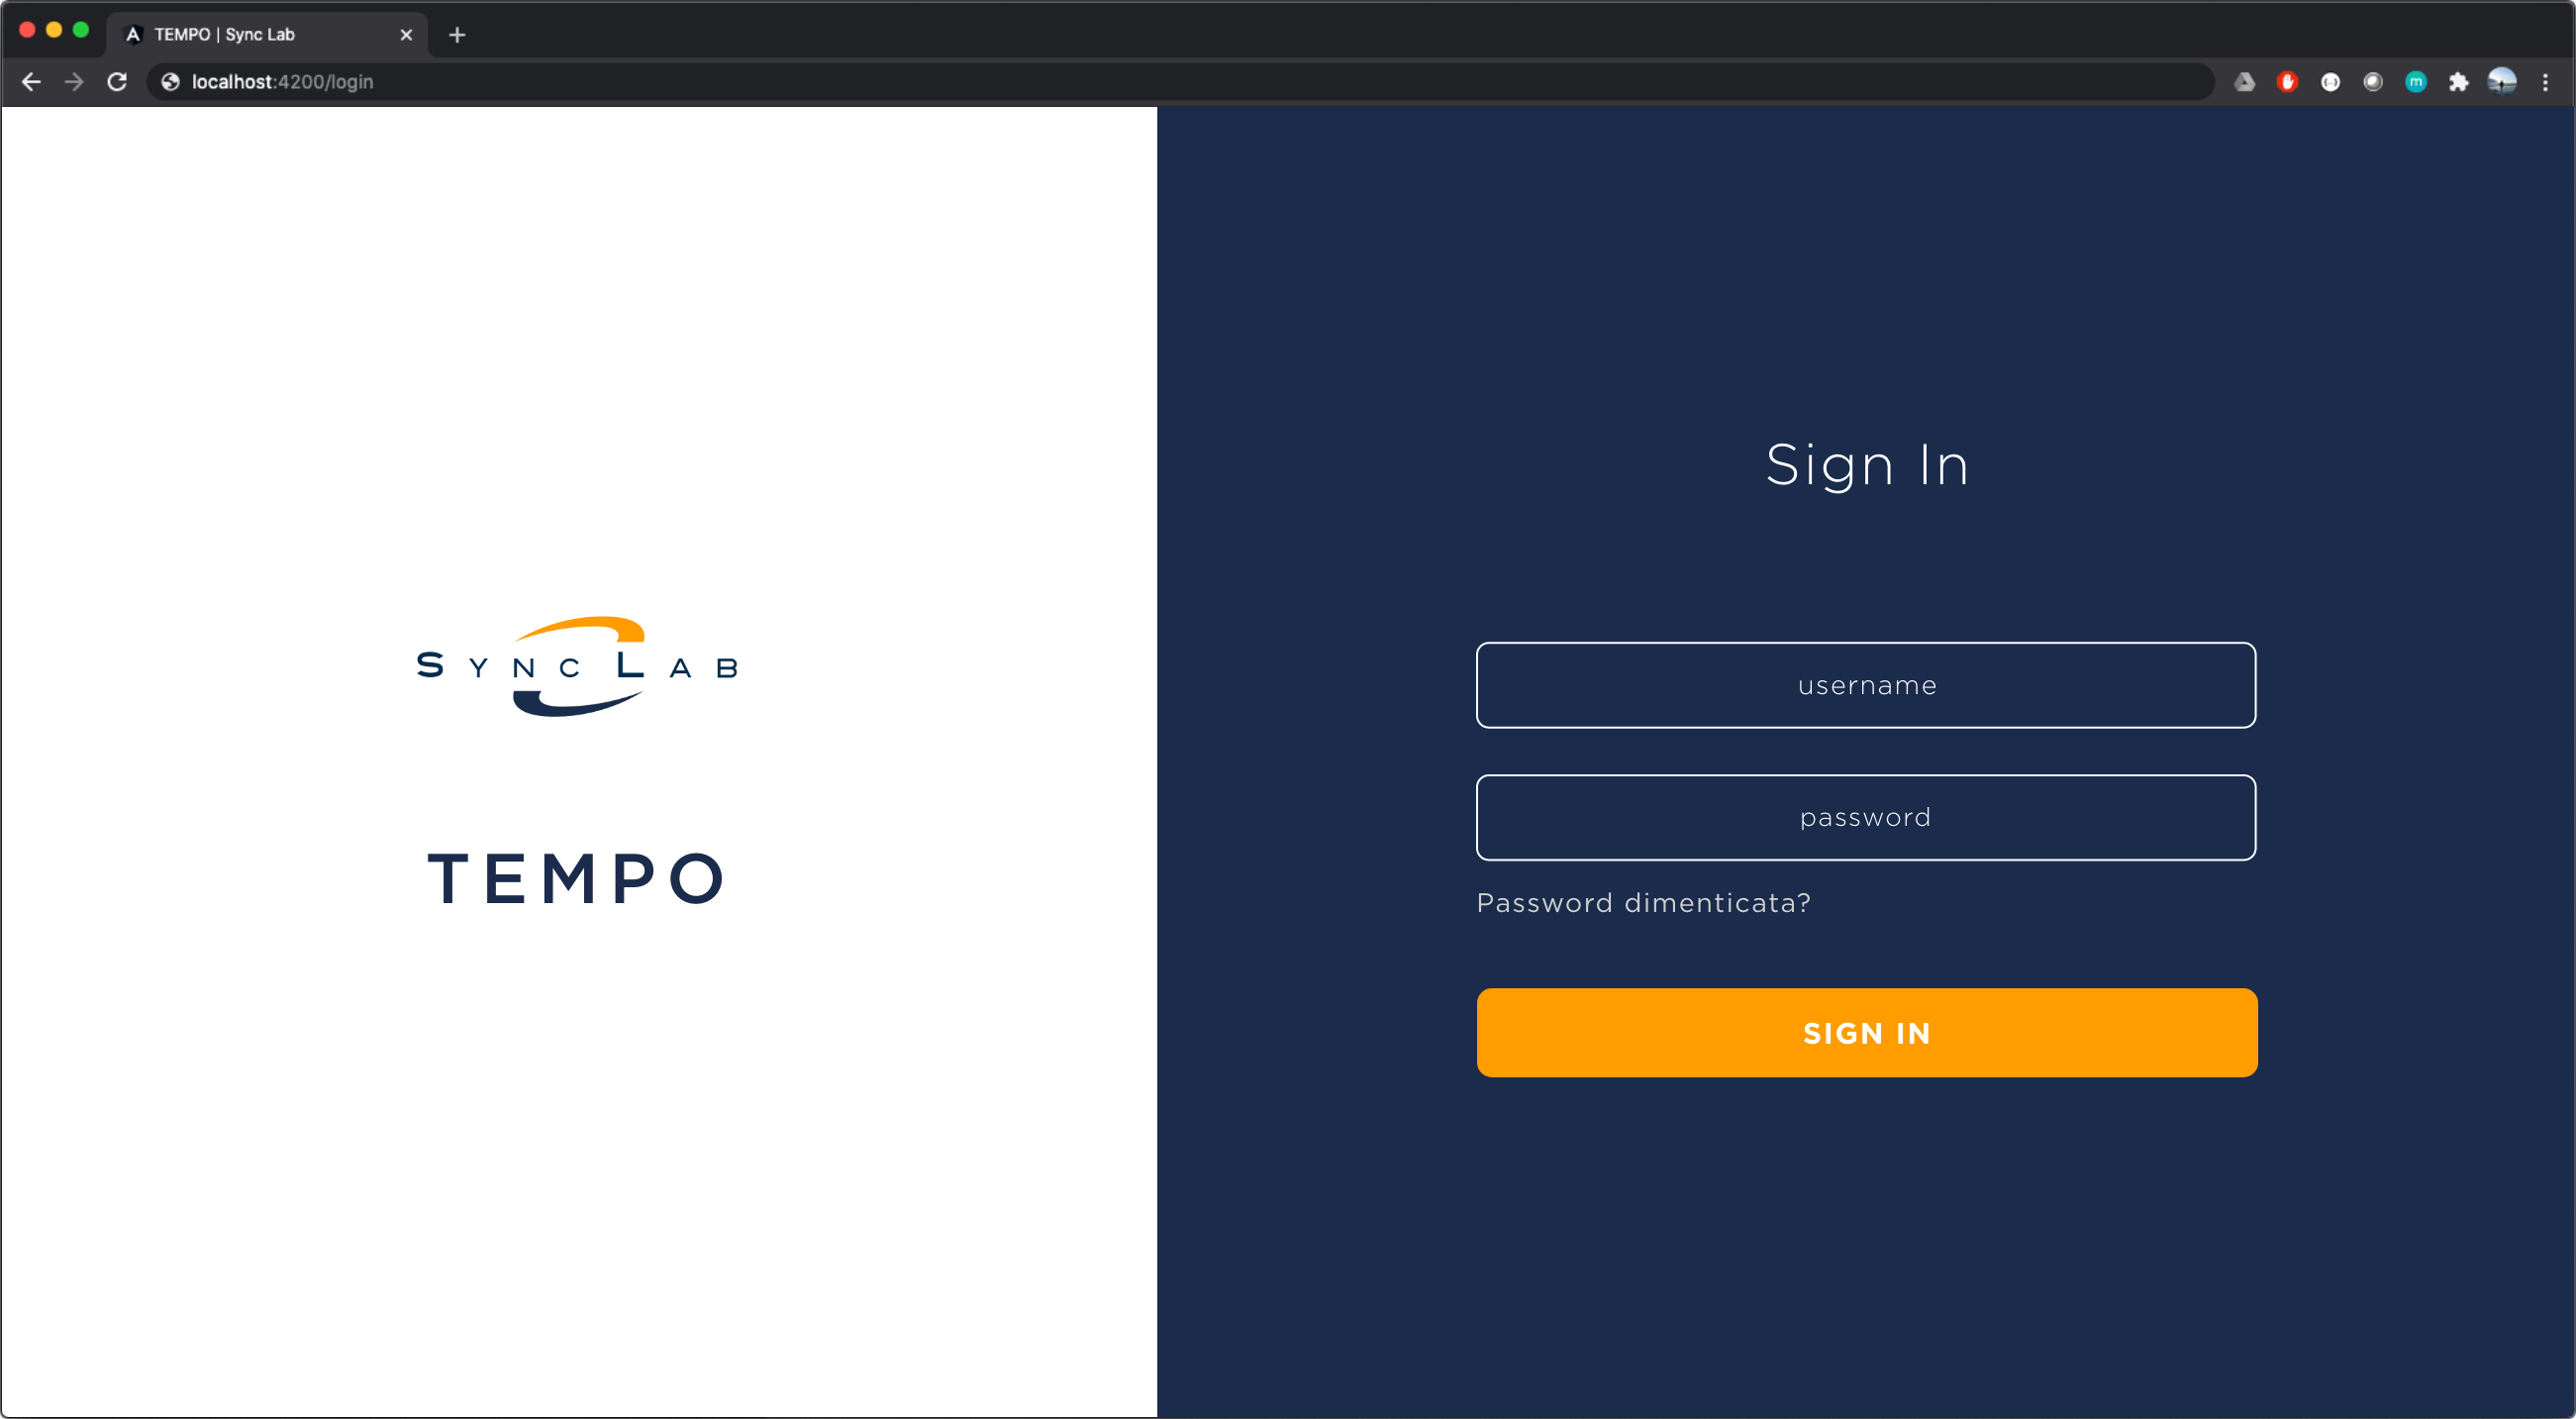 TEMPO | Sync Lab
localhost:4200/login
m
SYNC LAB
TEMPO
Sign In
username
password
Password dimenticata?
SIGN IN